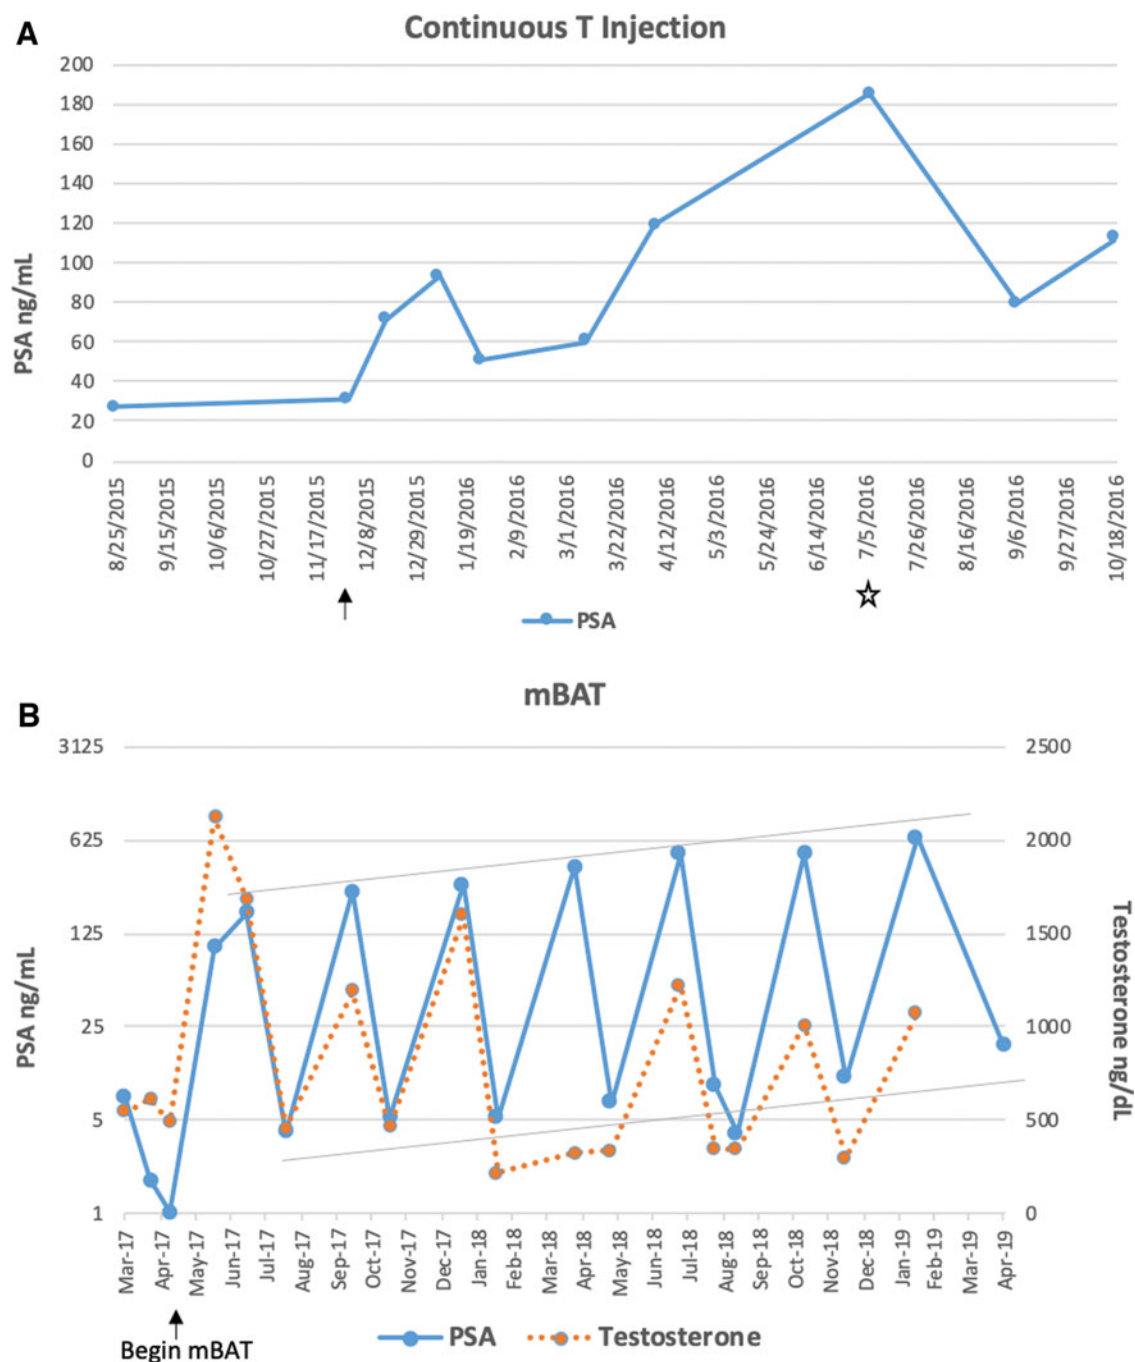 A
Continuous T Injection
200
180
160
140
120
100
80
60
40
20
0
PSA ng/mL
8/25/2015
9/15/2015
10/6/2015
10/27/2015
11/17/2015
12/8/2015
12/29/2015
1/19/2016
2/9/2016
3/1/2016
3/22/2016
4/12/2016
5/3/2016
5/24/2016
6/14/2016
7/5/2016
7/26/2016
8/16/2016
9/6/2016
9/27/2016
10/18/2016
PSA
B
mBAT
3125
625
125
25
5
1
PSA ng/mL
2500
2000
1500
1000
500
0
Testosterone ng/dL
Mar-17
Apr-17
May-17
Jun-17
Jul-17
Aug-17
Sep-17
Oct-17
Nov-17
Dec-17
Jan-18
Feb-18
Mar-18
Apr-18
May-18
Jun-18
Jul-18
Aug-18
Sep-18
Oct-18
Nov-18
Dec-18
Jan-19
Feb-19
Mar-19
Apr-19
Begin mBAT
PSA
Testosterone